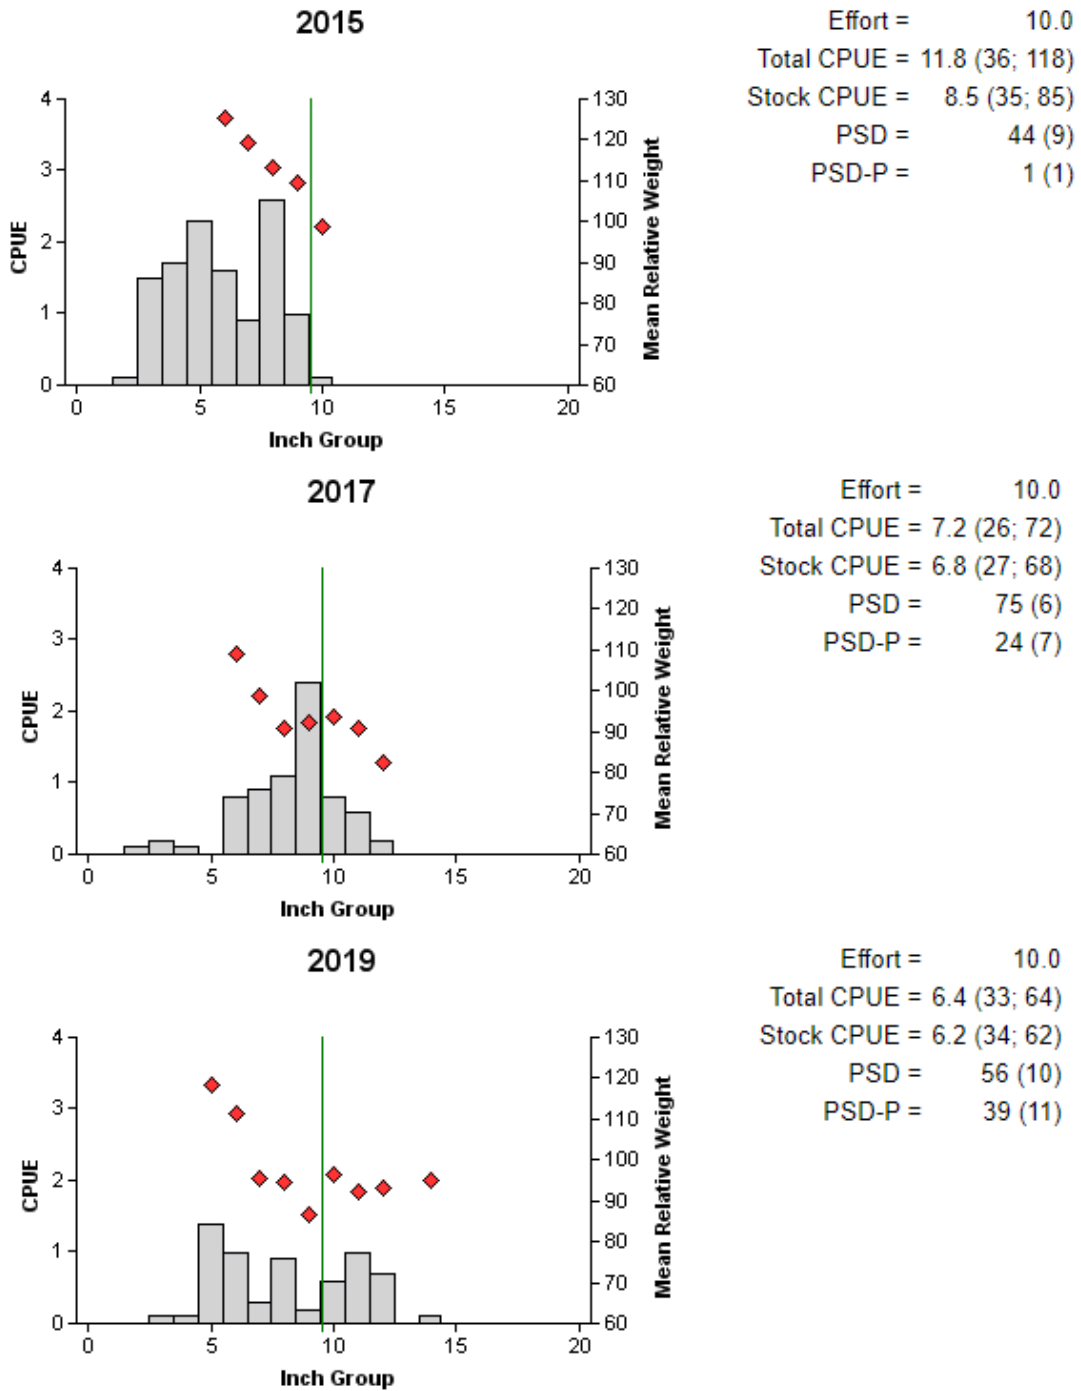 2015
Effort = 10.0
Total CPUE = 11.8 (36; 118)
Stock CPUE = 8.5 (35; 85)
PSD = 44 (9)
PSD-P = 1 (1)
4 130
120
3 110
100
2 90
80
1 70
0 60
CPUE
Mean Relative Weight
0 5 10 15 20
Inch Group
2017
Effort = 10.0
Total CPUE = 7.2 (26; 72)
Stock CPUE = 6.8 (27; 68)
PSD = 75 (6)
PSD-P = 24 (7)
4 130
120
3 110
100
2 90
80
1 70
0 60
CPUE
Mean Relative Weight
0 5 10 15 20
Inch Group
2019
Effort = 10.0
Total CPUE = 6.4 (33; 64)
Stock CPUE = 6.2 (34; 62)
PSD = 56 (10)
PSD-P = 39 (11)
4 130
120
3 110
100
2 90
80
1 70
0 60
CPUE
Mean Relative Weight
0 5 10 15 20
Inch Group